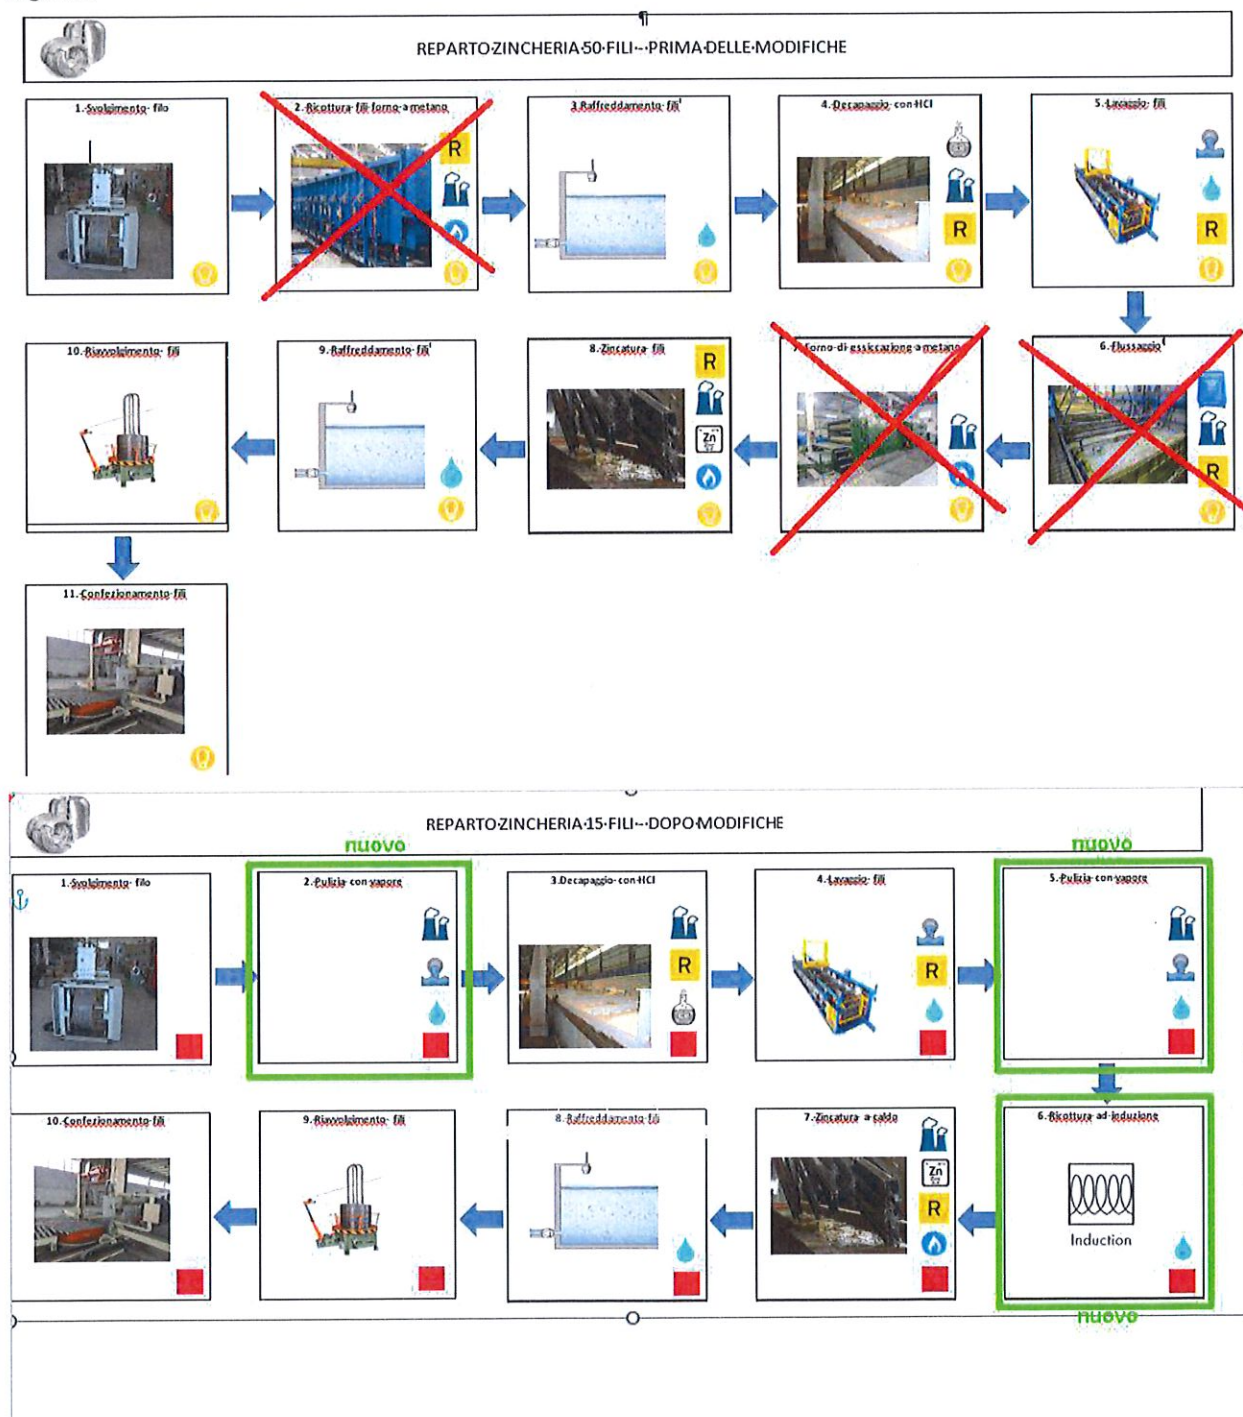 REPARTO·ZINCHERIA·50·FILI·-·PRIMA·DELLE·MODIFICHE
1.·Svolgimento·filo
2.·Ricottura·fili·forno·a·metano
R
3.Raffreddamento·fili
4.·Decapaggio·con·HCl
R
5.·Lavaggio·fili
R
10.·Riavvolgimento·fili
9.·Raffreddamento·fili
8.·Zincatura·fili
R
Zn
Forno·di·essiccazione·a·metano
6.·Flussaggio
R
11.·Confezionamento·fili
REPARTO·ZINCHERIA·15·FILI·-·DOPO·MODIFICHE
nuovo
nuovo
1.·Svolgimento·filo
2.·Pulizia·con·vapore
3.Decapaggio·con·HCl
R
4.·Lavaggio·fili
R
5.·Pulizia·con·vapore
10.·Confezionamento·fili
9.·Riavvolgimento·fili
8.·Raffreddamento·fili
7.·Zincatura·a·caldo
Zn
R
6.·Ricottura·ad·induzione
Induction
nuovo